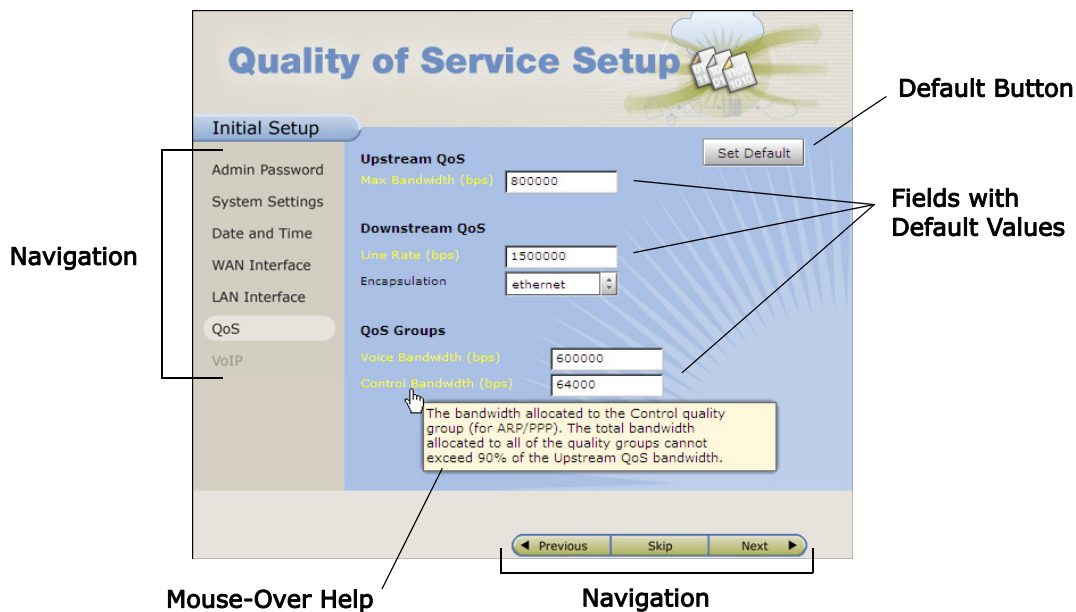 Quality of Service Setup
Default Button
Initial Setup
Set Default
Navigation
Admin Password
System Settings
Date and Time
WAN Interface
LAN Interface
QoS
VoIP
Upstream QoS
Max Bandwidth (bps) 800000
Fields with
Default Values
Downstream QoS
Line Rate (bps) 1500000
Encapsulation ethernet
QoS Groups
Voice Bandwidth (bps) 600000
Control Bandwidth (bps) 64000
The bandwidth allocated to the Control quality
group (for ARP/PPP). The total bandwidth
allocated to all of the quality groups cannot
exceed 90% of the Upstream QoS bandwidth.
Previous Skip Next
Mouse-Over Help
Navigation